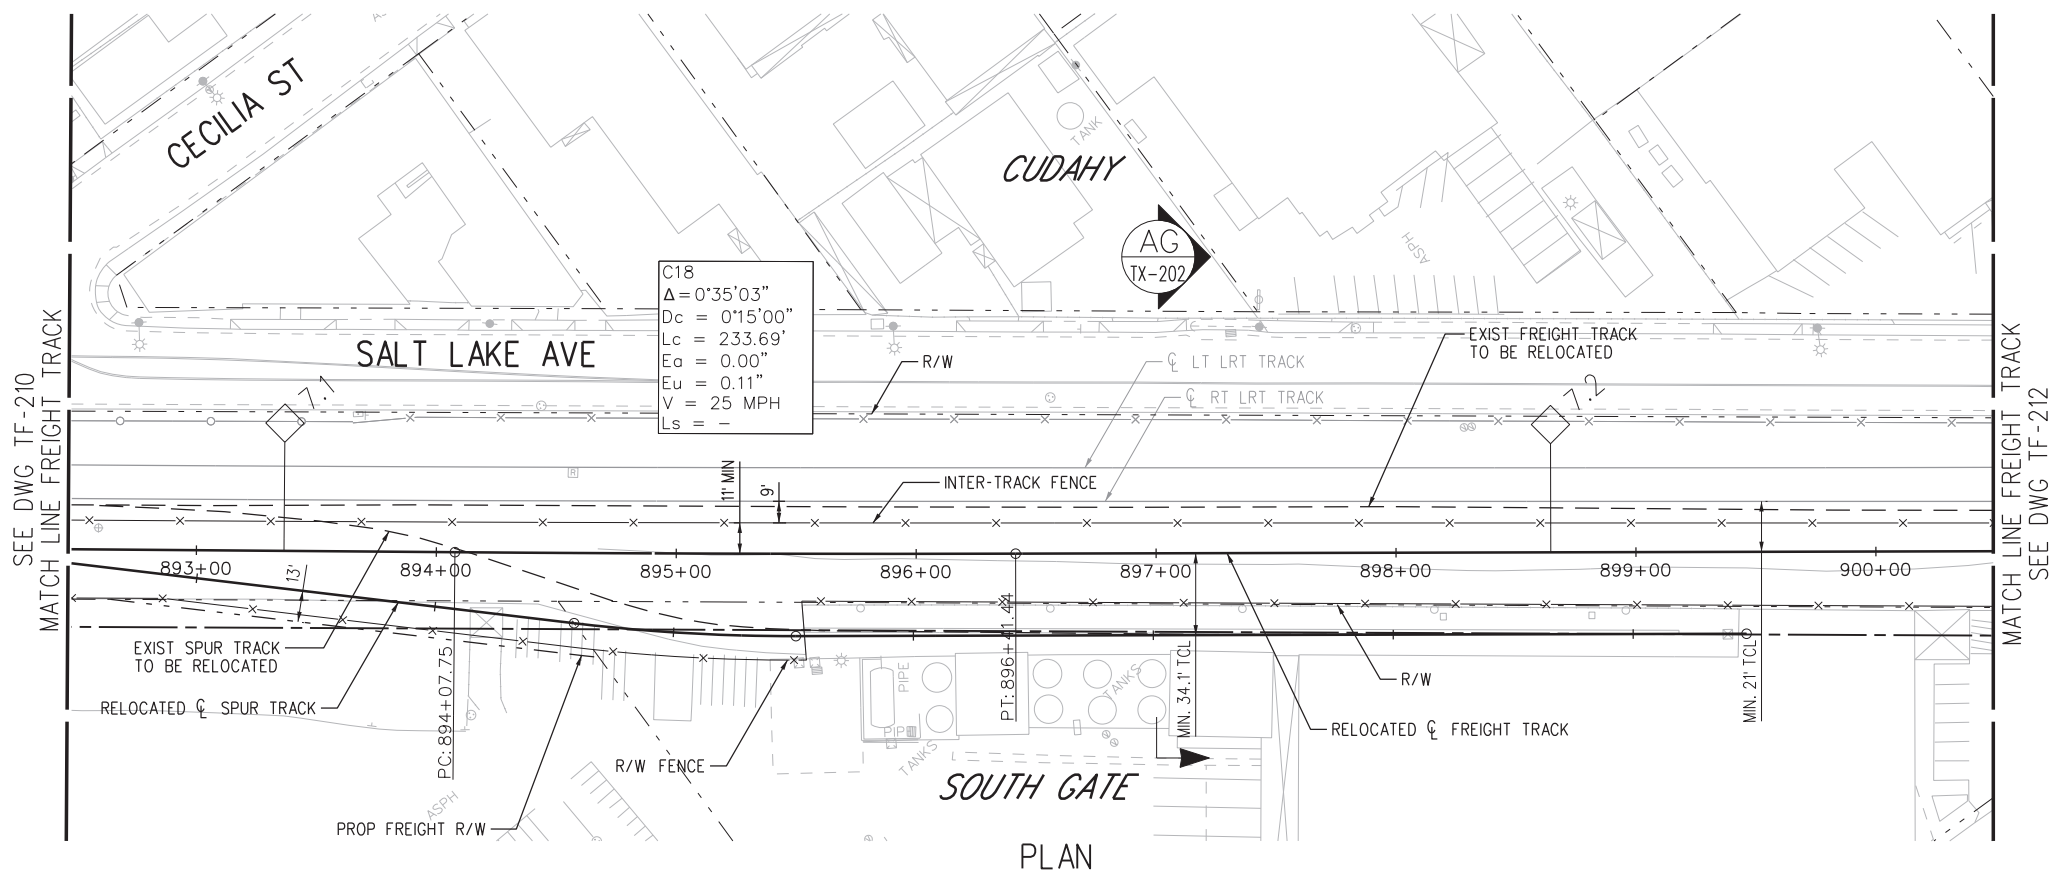 CECILIA ST
TANK
CUDAHY
AG
TX-202
ASPH
C18
Δ=0°35'03"
Dc = 0°15'00"
Lc = 233.69'
Ea = 0.00"
Eu = 0.11"
V = 25 MPH
Ls = -
SALT LAKE AVE
R/W
℄ LT LRT TRACK
℄ RT LRT TRACK
EXIST FREIGHT TRACK
TO BE RELOCATED
7.1
7.2
SEE DWG TF-210
MATCH LINE FREIGHT TRACK
MATCH LINE FREIGHT TRACK
SEE DWG TF-212
R
11' MIN
9'
INTER-TRACK FENCE
893+00
894+00
895+00
896+00
897+00
898+00
899+00
900+00
13'
EXIST SPUR TRACK
TO BE RELOCATED
RELOCATED ℄ SPUR TRACK
PC:894+07.75
PT:896+41.44
MIN. 34.1' TCL
MIN. 21' TCL
PIPE
TANKS
PIPE
TANKS
R/W
RELOCATED ℄ FREIGHT TRACK
R/W FENCE
SOUTH GATE
ASPH
PROP FREIGHT R/W
PLAN